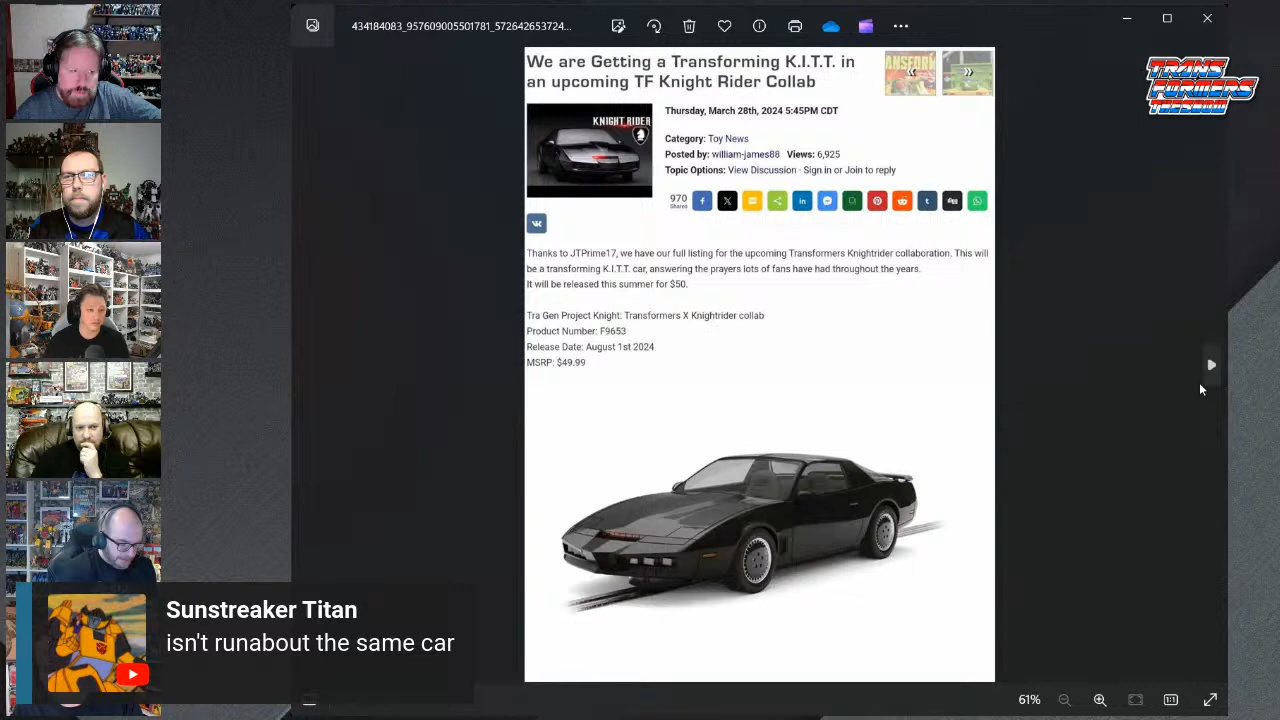 434184083_957609005501781_572642653724...
We are Getting a Transforming K.I.T.T. in
an upcoming TF Knight Rider Collab
KNIGHT RIDER
Thursday, March 28th, 2024 5:45PM CDT
Category: Toy News
Posted by: william-james88 Views: 6,925
Topic Options: View Discussion - Sign in or Join to reply
970
Shares
Thanks to JTPrime17, we have our full listing for the upcoming Transformers Knightrider collaboration. This will
be a transforming K.I.T.T. car, answering the prayers lots of fans have had throughout the years.
It will be released this summer for $50.
Tra Gen Project Knight: Transformers X Knightrider collab
Product Number: F9653
Release Date: August 1st 2024
MSRP: $49.99
TRANS
FORMERS
Sunstreaker Titan
isn't runabout the same car
61%
1:1